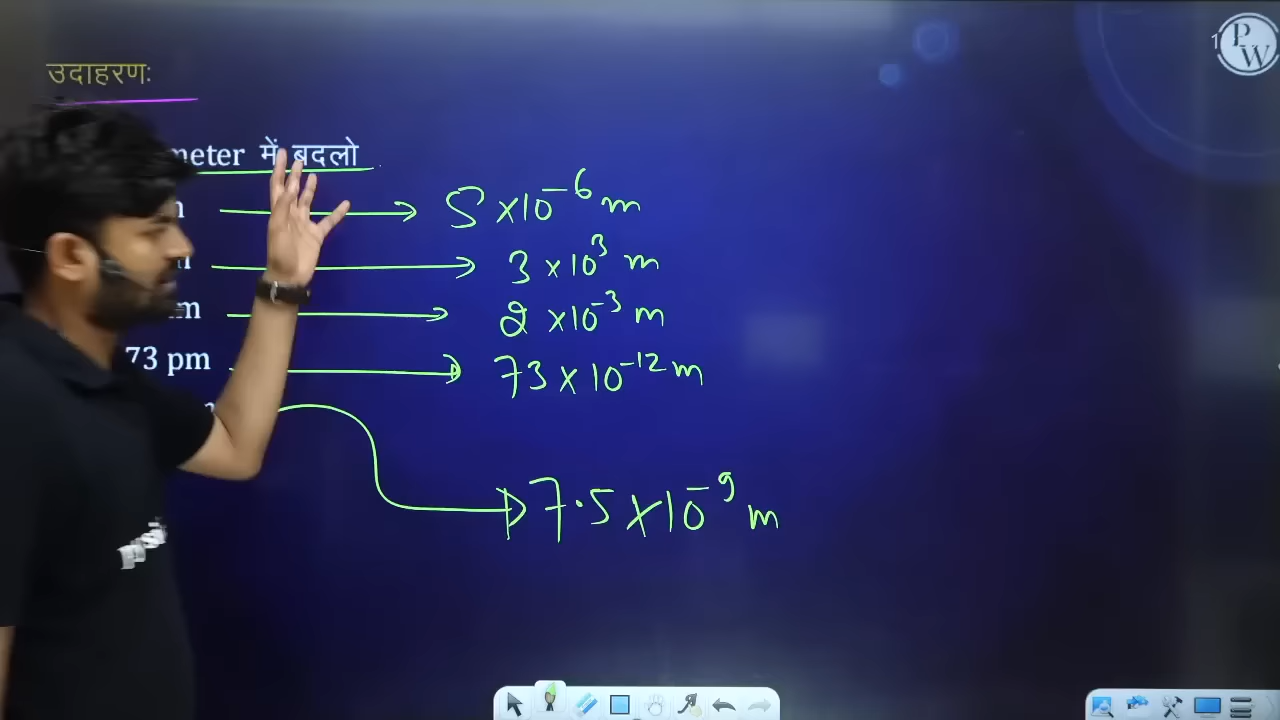 उदाहरणः
meter में बदलो
m → 5 × 10⁻⁶ m
m → 3 × 10³ m
m → 2 × 10⁻³ m
73 pm → 73 × 10⁻¹² m
→ 7.5 × 10⁻⁹ m
PW